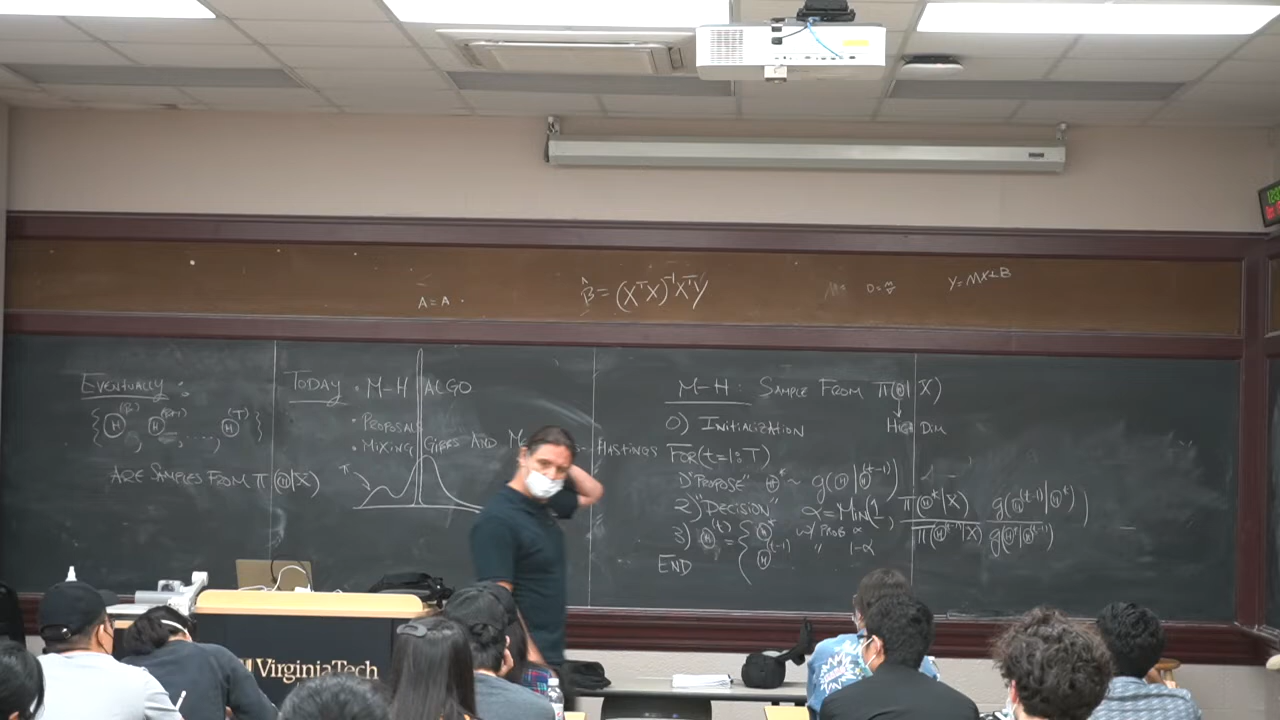 A = A .
β̂ = (XᵀX)⁻¹XᵀY
Y = MX+B
EVENTUALLY :
{Θ^(B), Θ^(B+1), ..., Θ^(T)}
ARE SAMPLES FROM π(Θ|X)
TODAY • M-H ALGO
• PROPOSALS
• MIXING GIBBS AND M HASTINGS
π
M-H : SAMPLE FROM π(Θ|X)
HIGH DIM
0) INITIALIZATION
FOR(t=1:T)
1) "PROPOSE" Θ* ~ g(Θ|Θ^(t-1))
2) "DECISION" α = MIN(1, π(Θ*|X) / π(Θ^(t-1)|X) g(Θ^(t-1)|Θ*) / g(Θ*|Θ^(t-1)))
3) Θ^(t) = { Θ* w/ PROB α
Θ^(t-1) " 1-α
END
VirginiaTech